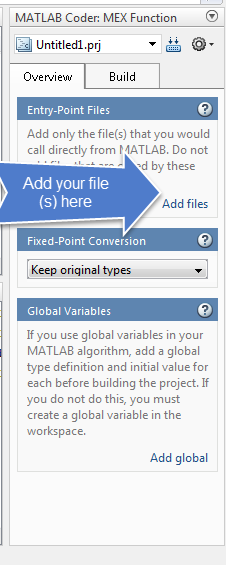 MATLAB Coder: MEX Function
Untitled1.prj
Overview
Build
Entry-Point Files
Add only the file(s) that you would
call directly from MATLAB. Do not
by these
Add your file
(s) here
Add files
Fixed-Point Conversion
Keep original types
Global Variables
If you use global variables in your
MATLAB algorithm, add a global
type definition and initial value for
each before building the project. If
you do not do this, you must
create a global variable in the
workspace.
Add global